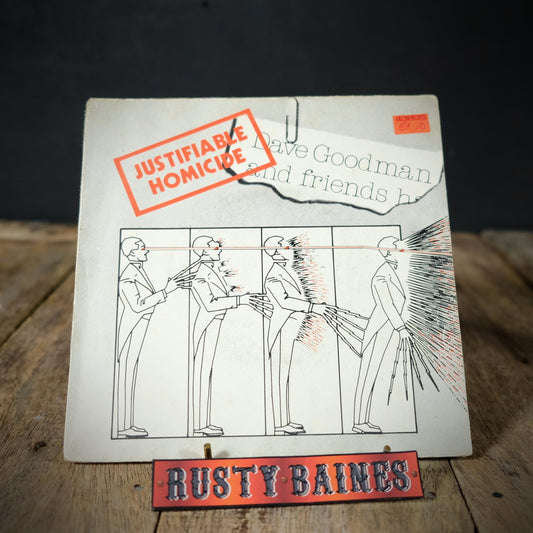 JUSTIFIABLE
HOMICIDE
Dave Goodman
and friends
RUSTY BAINES